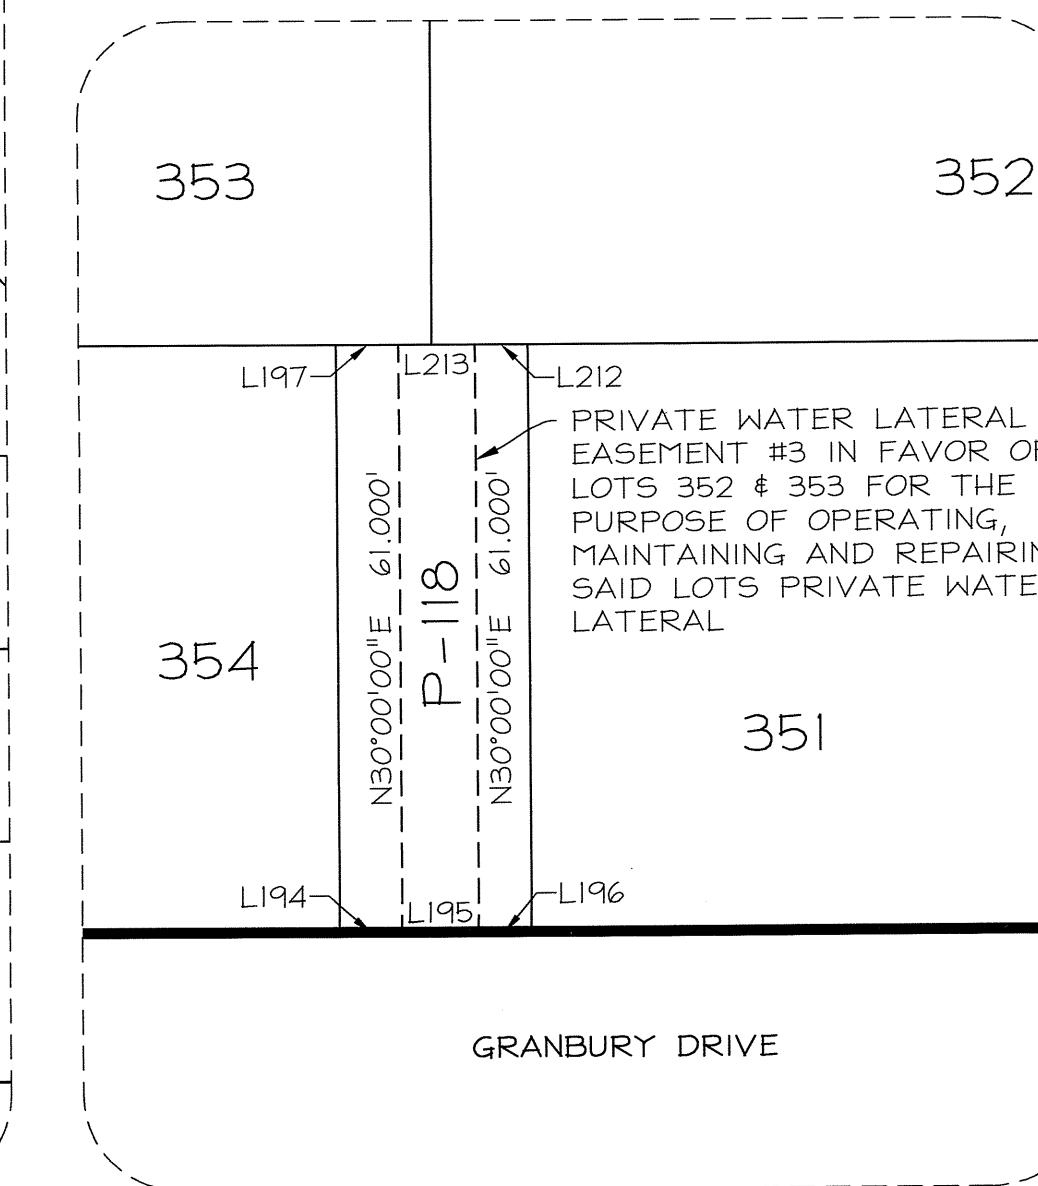 353
352
L197
L213
L212
PRIVATE WATER LATERAL
EASEMENT #3 IN FAVOR OF
LOTS 352 & 353 FOR THE
PURPOSE OF OPERATING,
MAINTAINING AND
SAID LOTS PRIVATE
LATERAL
N30°00'00"E 61.000'
P-118
N30°00'00"E 61.000'
354
351
L194
L195
L196
GRANBURY DRIVE